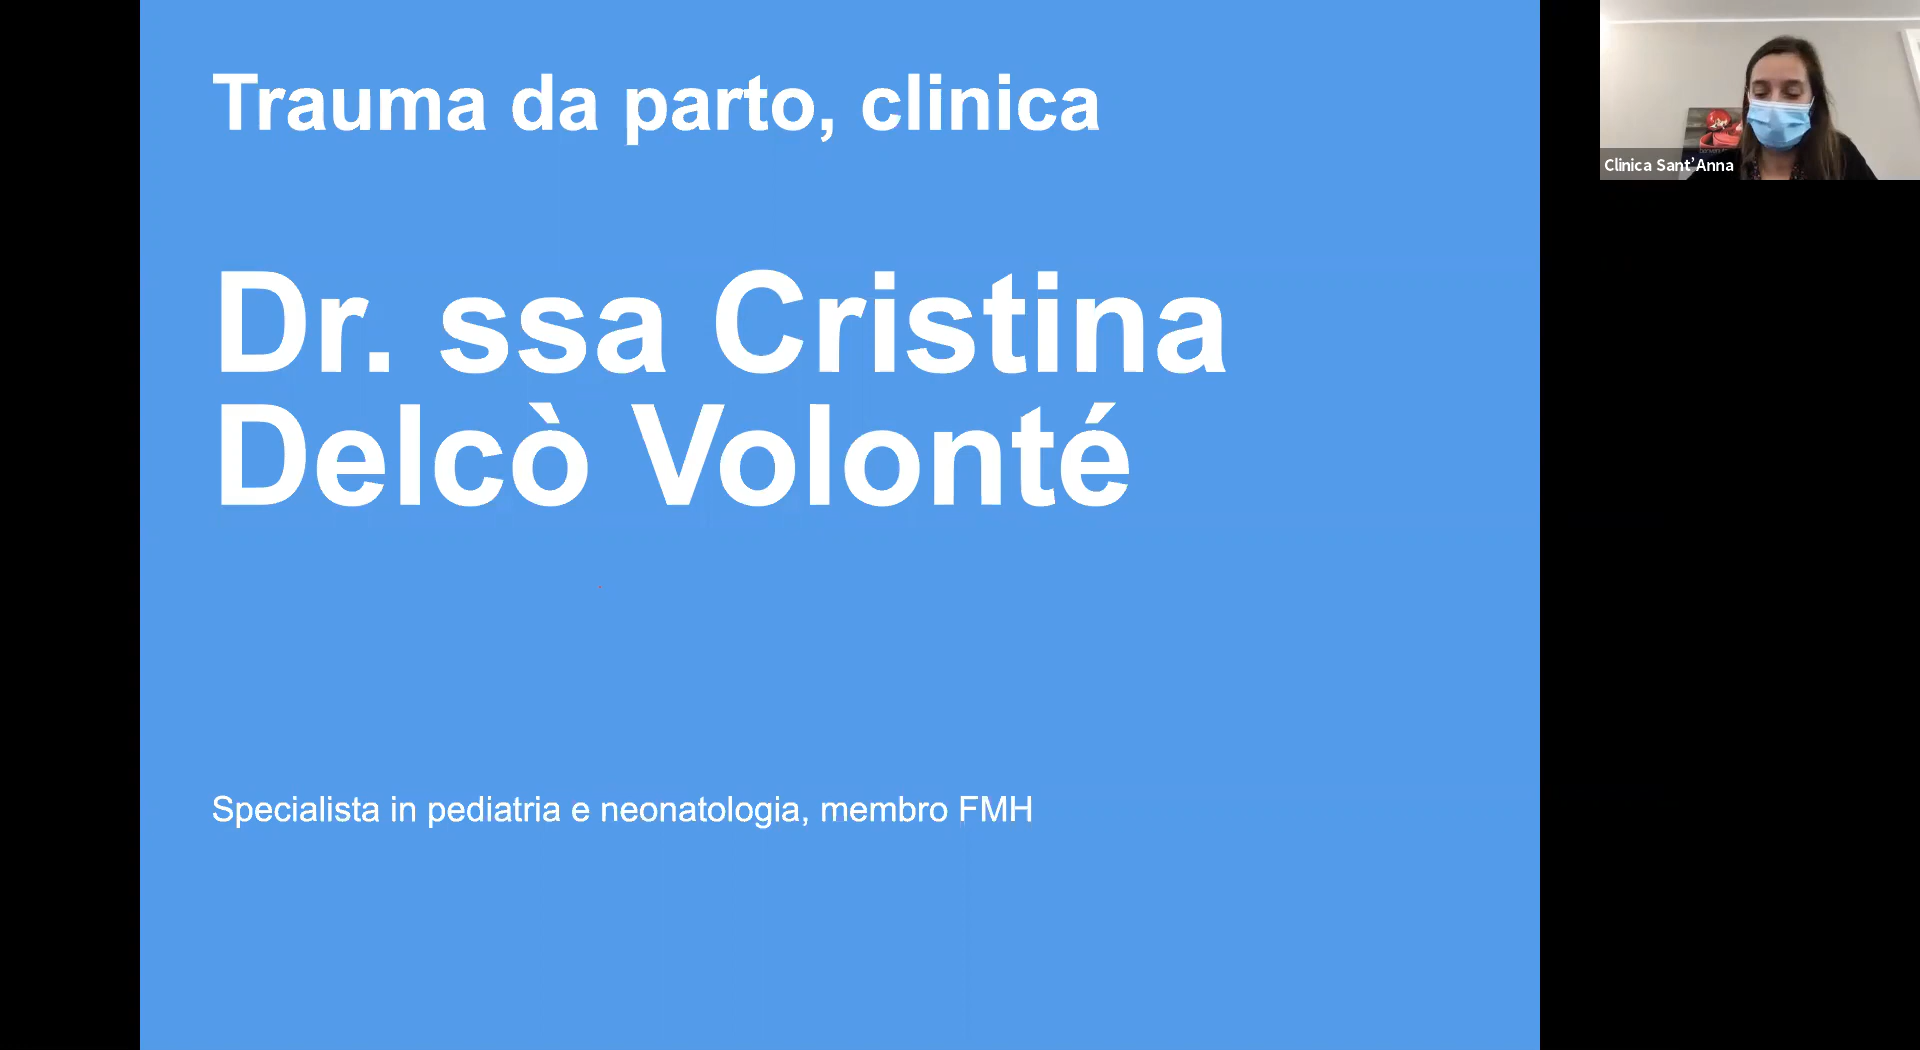 Trauma da parto, clinica
Dr. ssa Cristina
Delcò Volonté
Specialista in pediatria e neonatologia, membro FMH
Clinica Sant'Anna